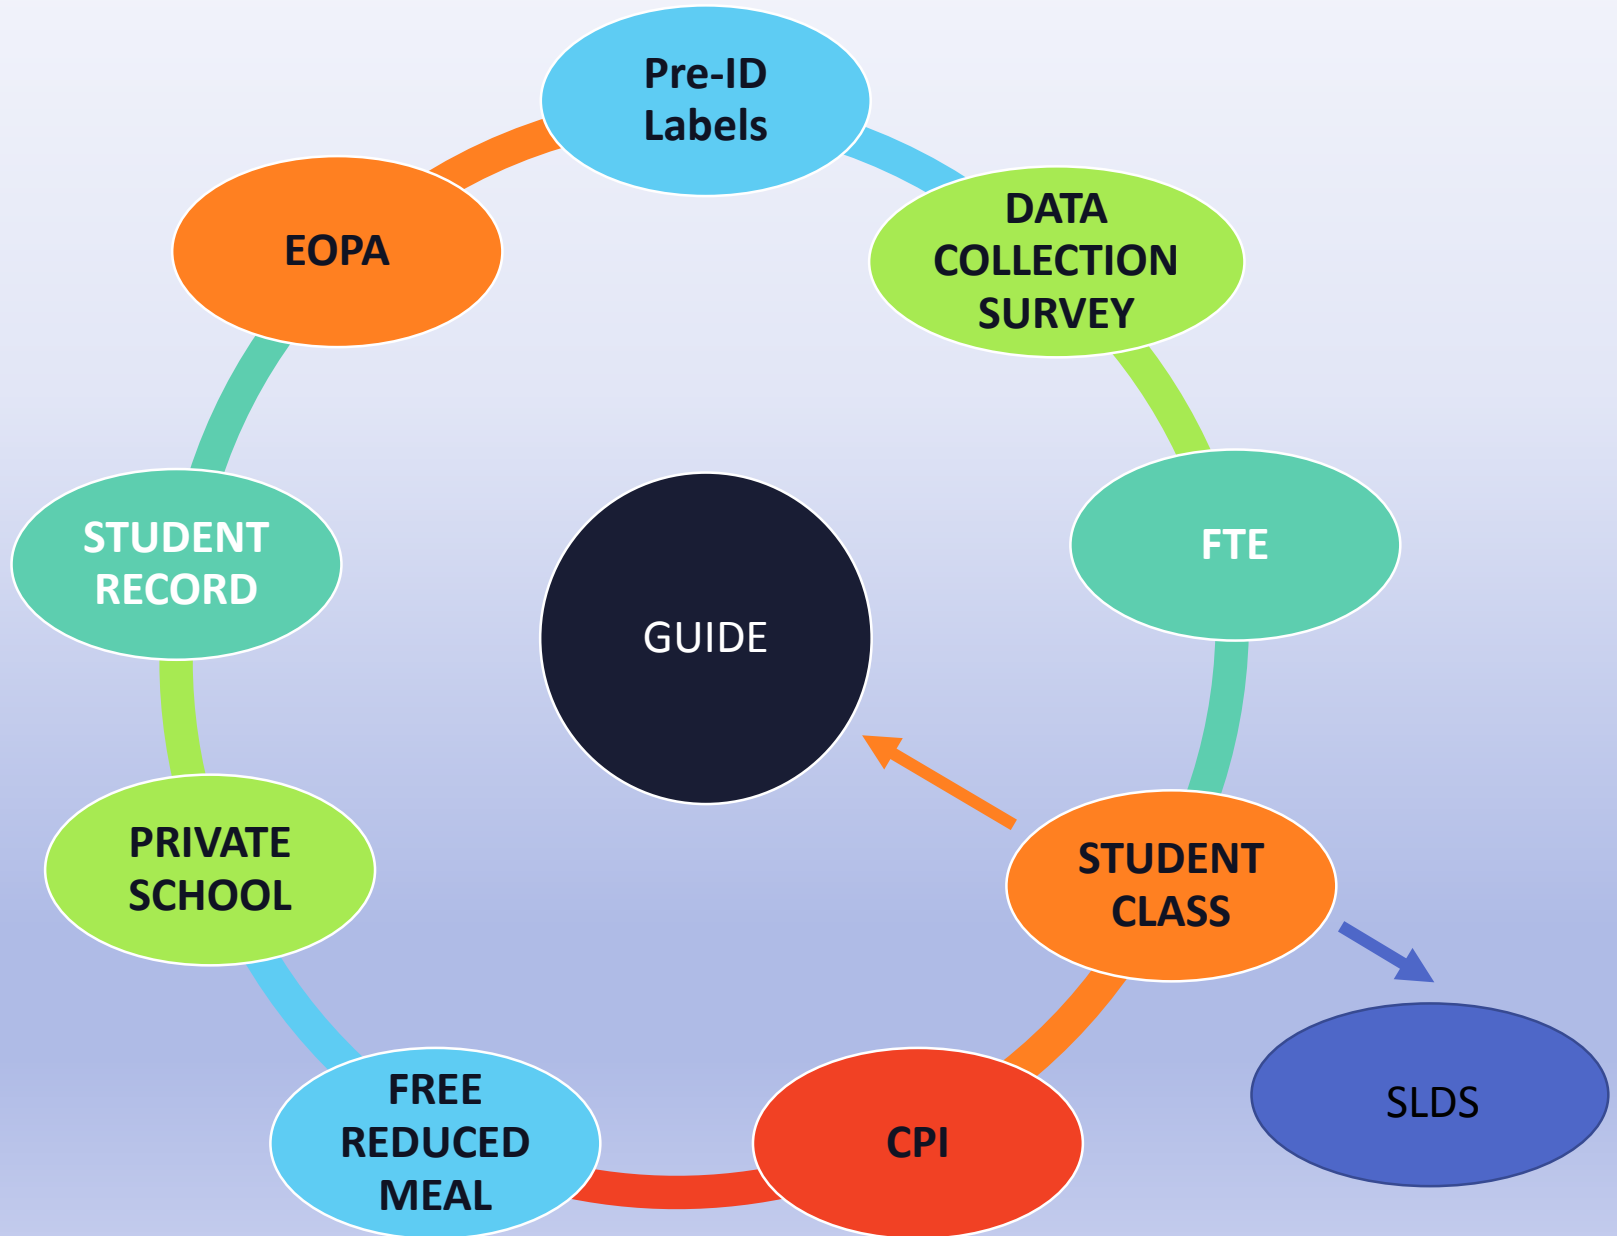 Pre-ID
Labels
EOPA
DATA
COLLECTION
SURVEY
STUDENT
RECORD
FTE
GUIDE
PRIVATE
SCHOOL
STUDENT
CLASS
FREE
REDUCED
MEAL
CPI
SLDS